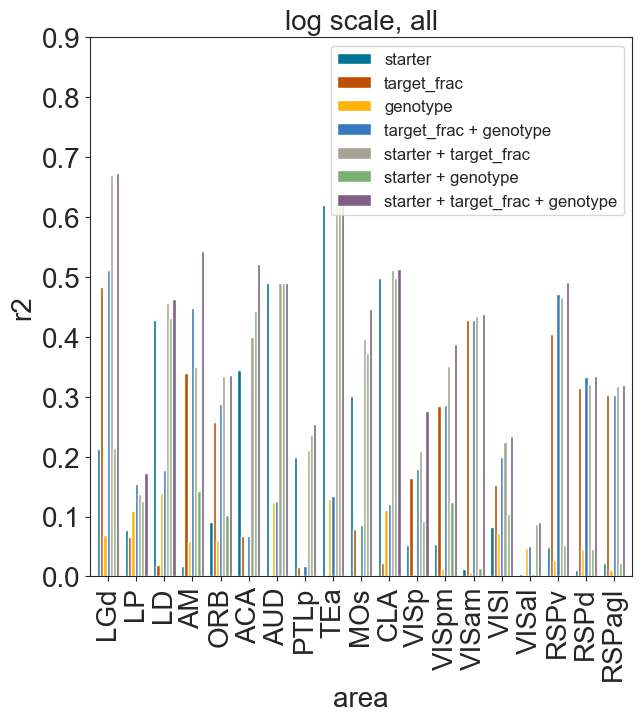 log scale, all
0.9
0.8
0.7
0.6
0.5
0.4
0.3
0.2
0.1
0.0
r2
starter
target_frac
genotype
target_frac + genotype
starter + target_frac
starter + genotype
starter + target_frac + genotype
LGd
LP
LD
AM
ORB
ACA
AUD
PTLp
TEa
MOs
CLA
VISp
VISpm
VISam
VISl
VISal
RSPv
RSPd
RSPagl
area